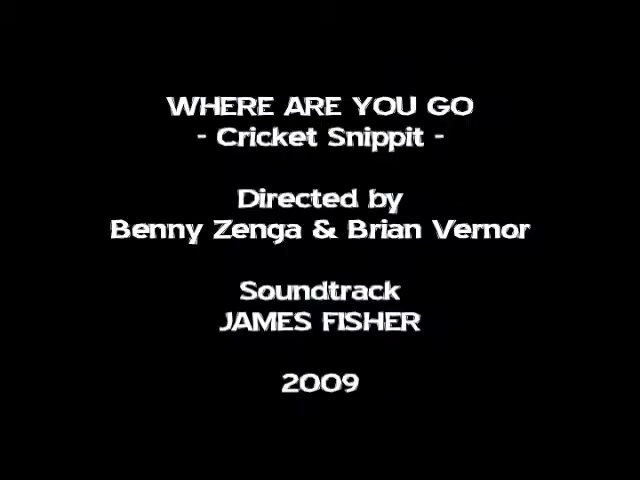 WHERE ARE YOU GO
- Cricket Snippit -
Directed by
Benny Zenga & Brian Vernor
Soundtrack
JAMES FISHER
2009